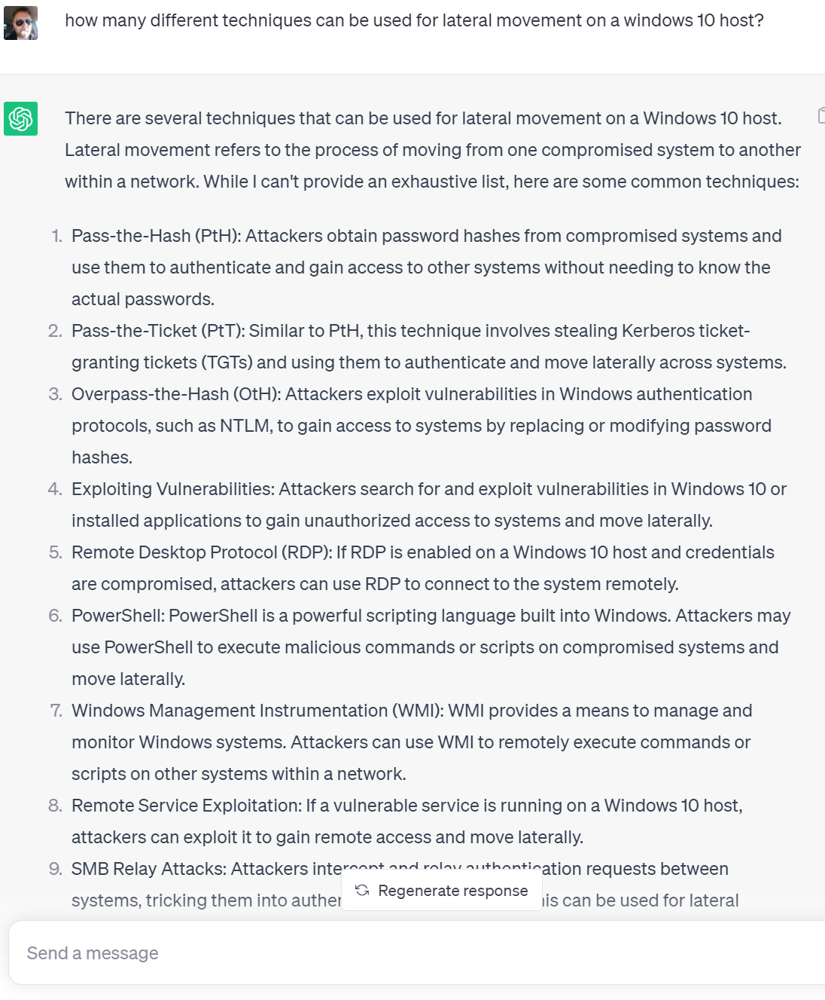 how many different techniques can be used for lateral movement on a windows 10 host?
There are several techniques that can be used for lateral movement on a Windows 10 host.
Lateral movement refers to the process of moving from one compromised system to another
within a network. While I can't provide an exhaustive list, here are some common techniques:
1. Pass-the-Hash (PtH): Attackers obtain password hashes from compromised systems and
use them to authenticate and gain access to other systems without needing to know the
actual passwords.
2. Pass-the-Ticket (PtT): Similar to PtH, this technique involves stealing Kerberos ticket-
granting tickets (TGTs) and using them to authenticate and move laterally across systems.
3. Overpass-the-Hash (OtH): Attackers exploit vulnerabilities in Windows authentication
protocols, such as NTLM, to gain access to systems by replacing or modifying password
hashes.
4. Exploiting Vulnerabilities: Attackers search for and exploit vulnerabilities in Windows 10 or
installed applications to gain unauthorized access to systems and move laterally.
5. Remote Desktop Protocol (RDP): If RDP is enabled on a Windows 10 host and credentials
are compromised, attackers can use RDP to connect to the system remotely.
6. PowerShell: PowerShell is a powerful scripting language built into Windows. Attackers may
use PowerShell to execute malicious commands or scripts on compromised systems and
move laterally.
7. Windows Management Instrumentation (WMI): WMI provides a means to manage and
monitor Windows systems. Attackers can use WMI to remotely execute commands or
scripts on other systems within a network.
8. Remote Service Exploitation: If a vulnerable service is running on a Windows 10 host,
attackers can exploit it to gain remote access and move laterally.
9. SMB Relay Attacks: Attackers intercept and relay authentication requests between
systems, tricking them into can be used for lateral
Regenerate response
Send a message